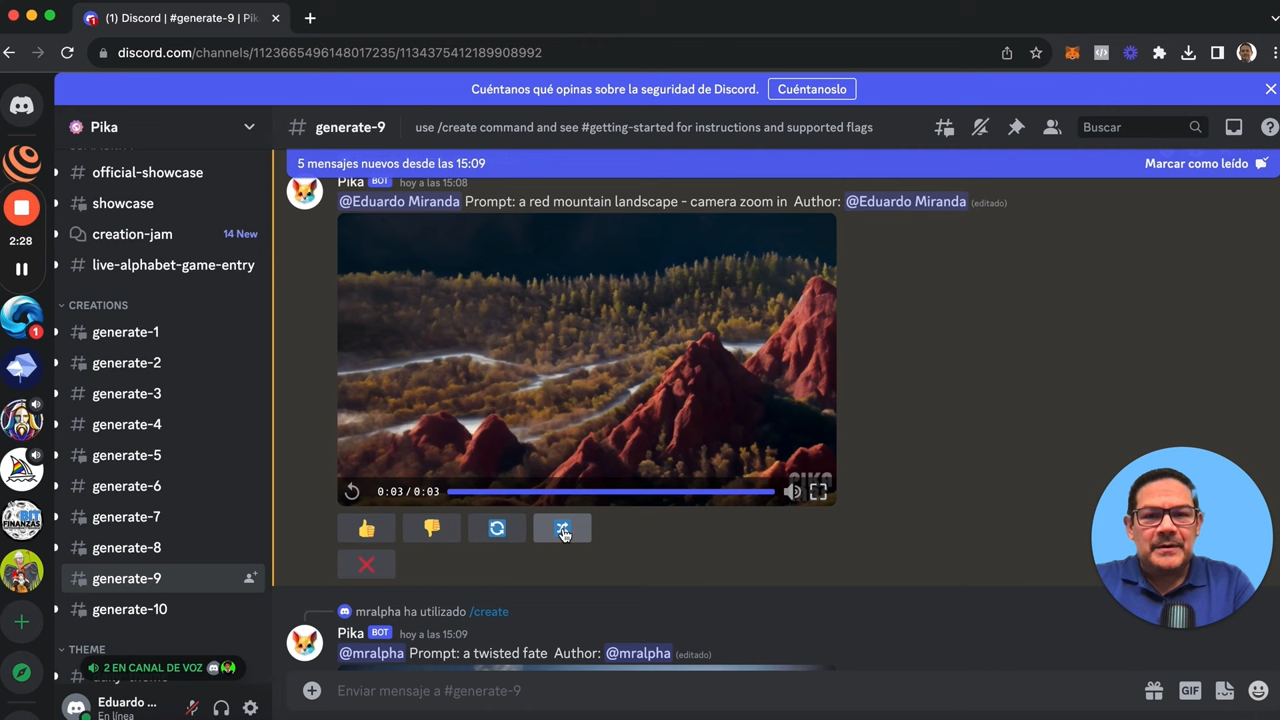 (1) Discord | #generate-9 | Pik
discord.com/channels/1123665496148017235/1134375412189908992
Cuéntanos qué opinas sobre la seguridad de Discord.
Cuéntanoslo
Pika
generate-9
use /create command and see #getting-started for instructions and supported flags
Buscar
5 mensajes nuevos desde las 15:09
Marcar como leído
official-showcase
showcase
creation-jam
14 New
live-alphabet-game-entry
CREATIONS
generate-1
generate-2
generate-3
generate-4
generate-5
generate-6
generate-7
generate-8
generate-9
generate-10
THEME
2 EN CANAL DE VOZ
Eduardo ...
En línea
2:28
1
BIT
FINANZAS
Pika BOT hoy a las 15:08
@Eduardo Miranda Prompt: a red mountain landscape - camera zoom in Author: @Eduardo Miranda (editado)
PIKA
0:03 / 0:03
mralpha ha utilizado /create
Pika BOT hoy a las 15:09
@mralpha Prompt: a twisted fate Author: @mralpha (editado)
Enviar mensaje a #generate-9
GIF